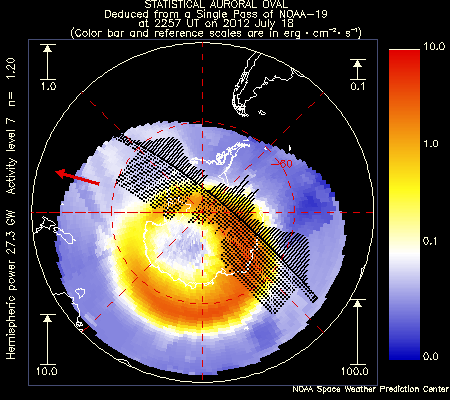 STATISTICAL AURORAL OVAL
Deduced from a Single Pass of NOAA-19
at 2257 UT on 2012 July 18
(Color bar and reference scales are in erg · cm⁻² · s⁻¹)
Hemispheric power 27.3 GW Activity level 7 n= 1.20
1.0
0.1
-60
10.0
100.0
10.0
1.0
0.1
0.0
NOAA Space Weather Prediction Center